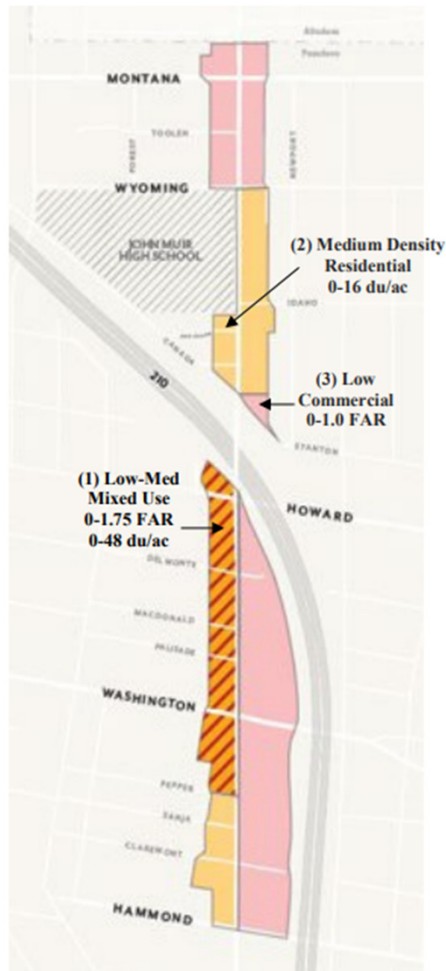 Altadena
Pasadena
MONTANA
TOOLEN
FOREST
NEWPORT
WYOMING
JOHN MUIR
HIGH SCHOOL
(2) Medium Density
Residential
0-16 du/ac
IDAHO
CANADA
210
(3) Low
Commercial
0-1.0 FAR
STANTON
(1) Low-Med
Mixed Use
0-1.75 FAR
0-48 du/ac
HOWARD
DEL MONTE
MACDONALD
PALISADE
WASHINGTON
PEPPER
ZANJA
CLAREMONT
HAMMOND